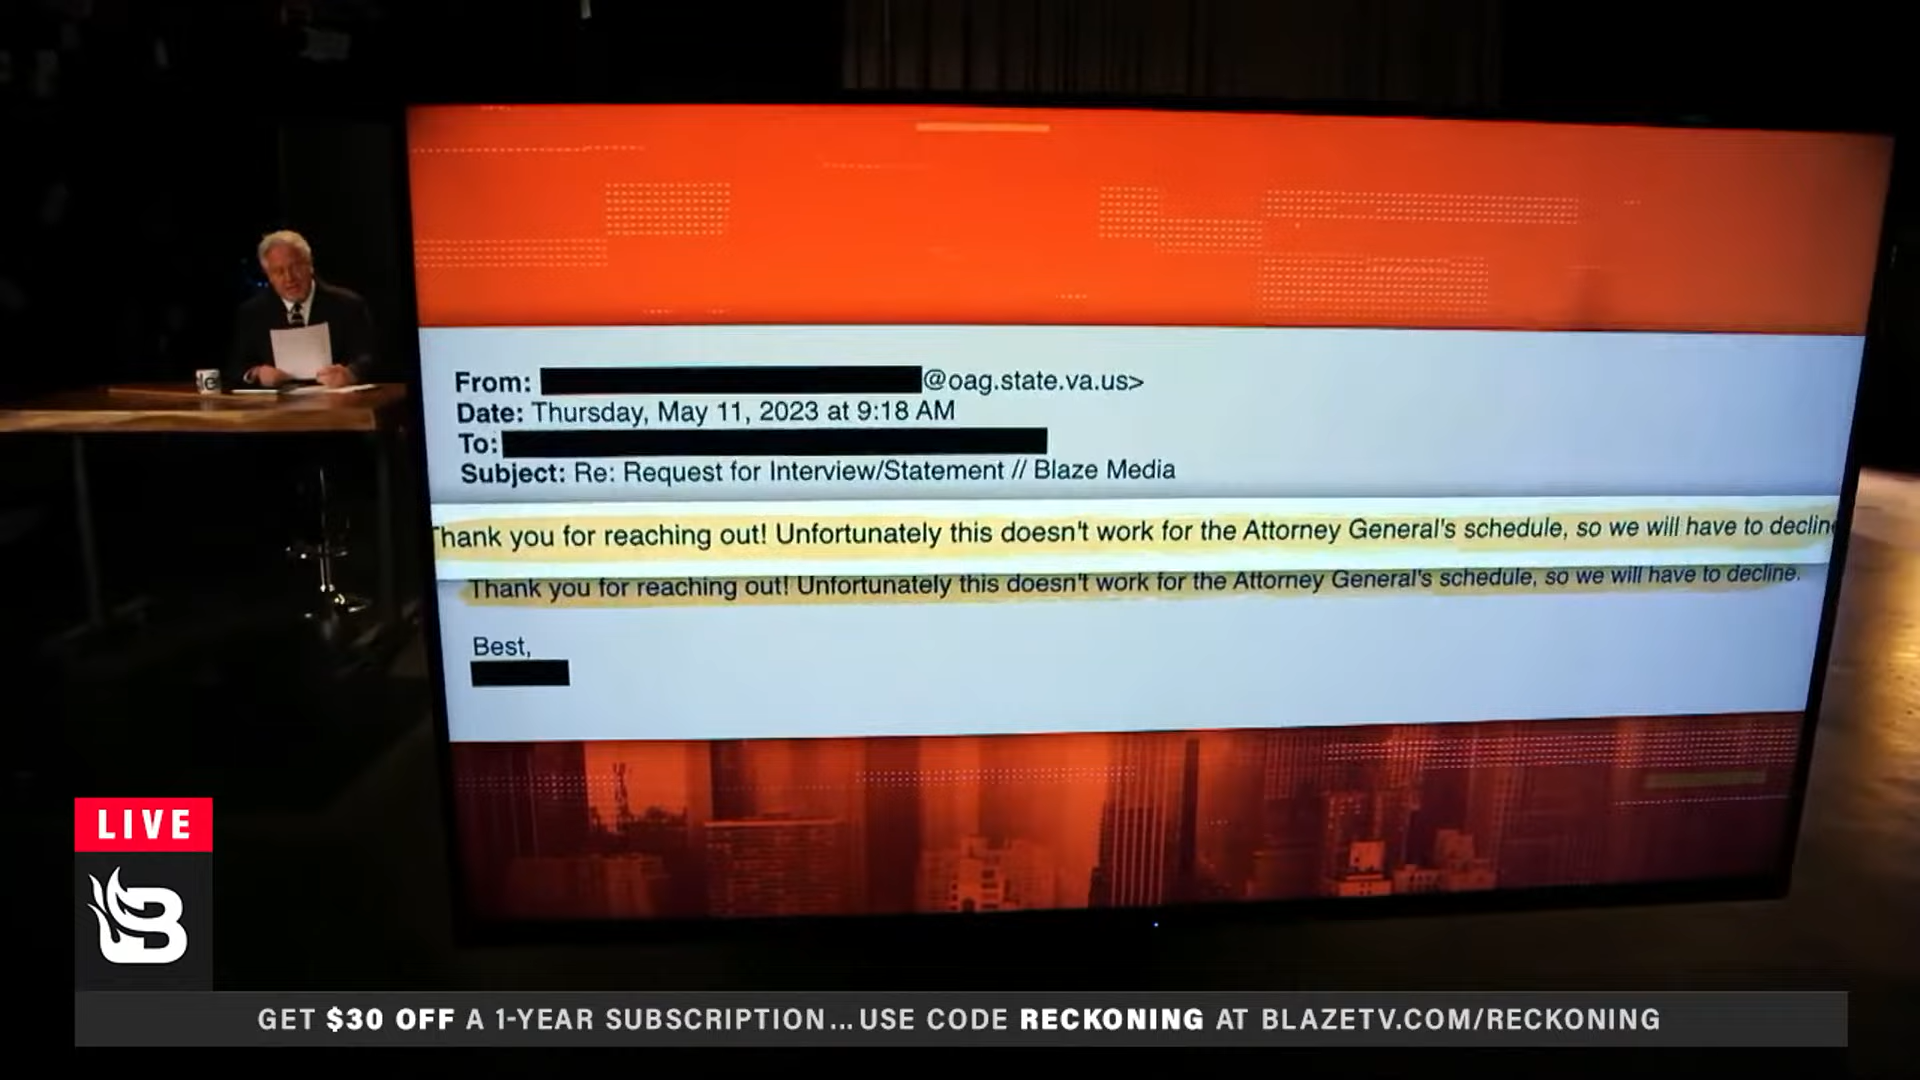 From: @oag.state.va.us>
Date: Thursday, May 11, 2023 at 9:18 AM
To:
Subject: Re: Request for Interview/Statement // Blaze Media
Thank you for reaching out! Unfortunately this doesn't work for the Attorney General's schedule, so we will have to decline
Thank you for reaching out! Unfortunately this doesn't work for the Attorney General's schedule, so we will have to decline.
Best,
LIVE
B
GET $30 OFF A 1-YEAR SUBSCRIPTION...USE CODE RECKONING AT BLAZETV.COM/RECKONING